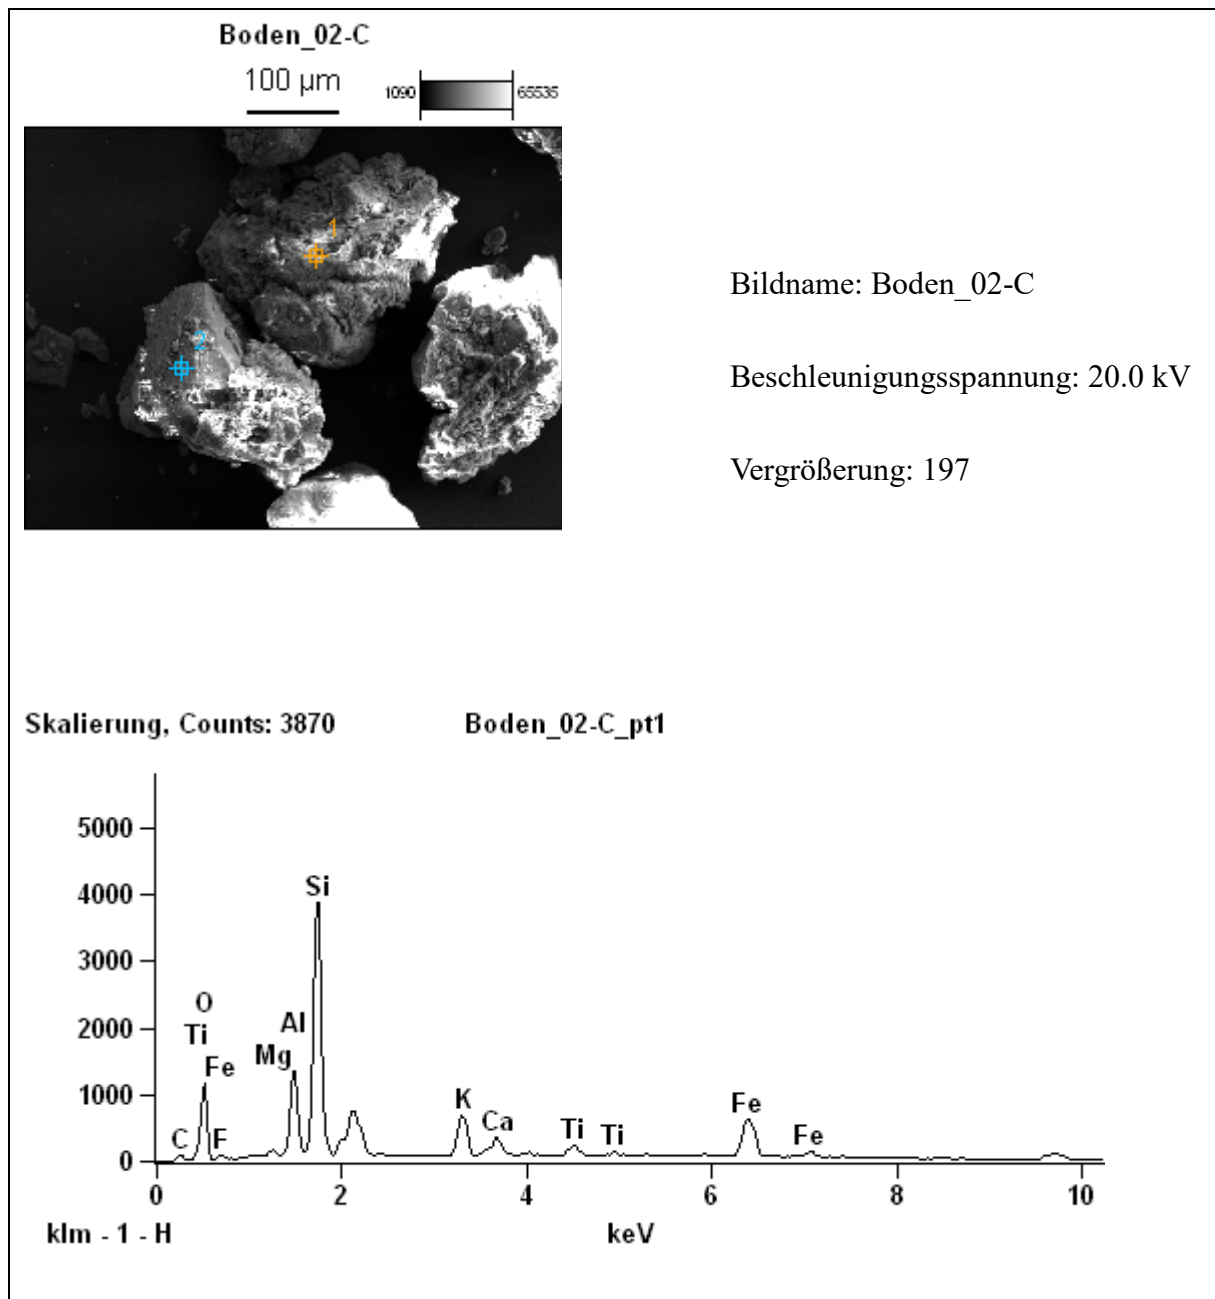 Boden_02-C
100 µm
1090 65535
1
2
Bildname: Boden_02-C
Beschleunigungsspannung: 20.0 kV
Vergrößerung: 197
Skalierung, Counts: 3870 Boden_02-C_pt1
5000
4000
3000
2000
1000
0
Si
O
Ti Al
Fe Mg
C F
K Ca Ti Ti Fe Fe
0 2 4 6 8 10
klm - 1 - H keV